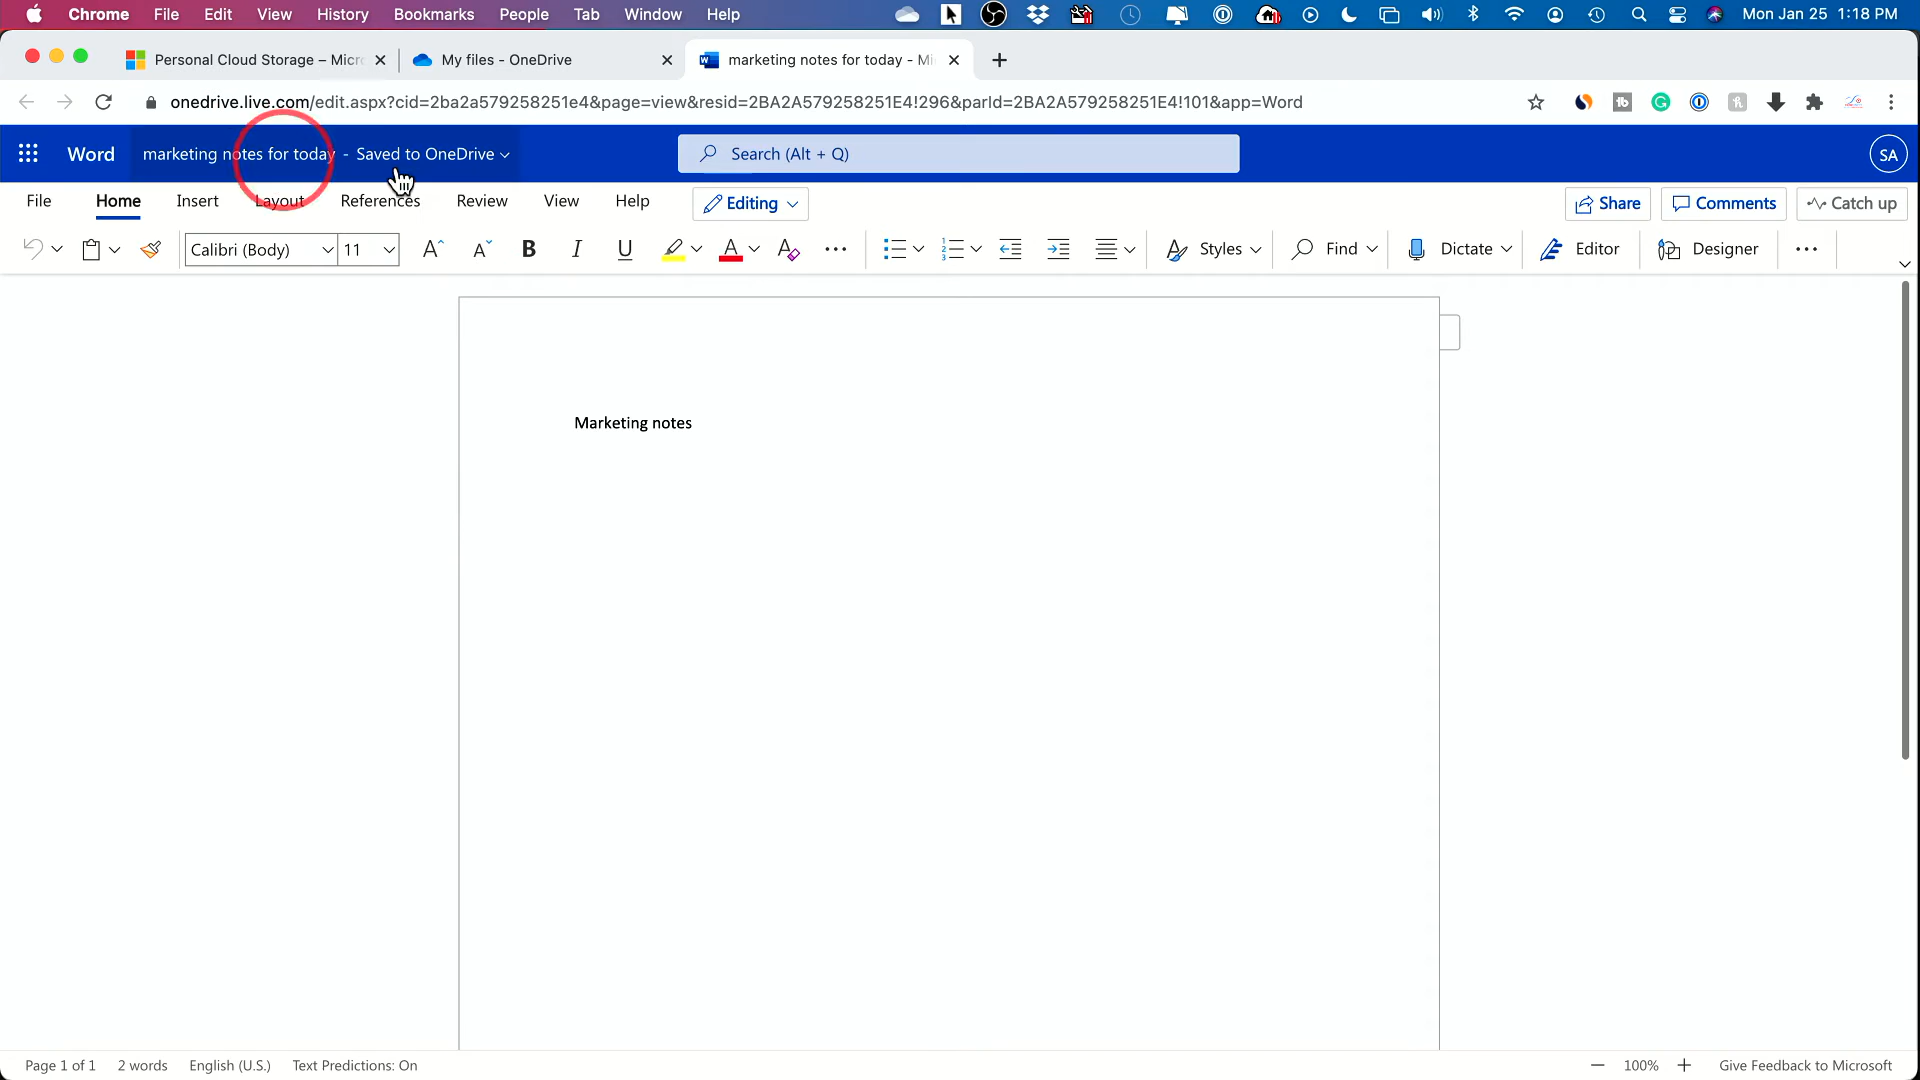 Chrome File Edit View History Bookmarks People Tab Window Help Mon Jan 25 1:18 PM
Personal Cloud Storage – Micr My files - OneDrive marketing notes for today - Mi
onedrive.live.com/edit.aspx?cid=2ba2a579258251e4&page=view&resid=2BA2A579258251E4!296&parId=2BA2A579258251E4!101&app=Word
Word marketing notes for today - Saved to OneDrive Search (Alt + Q) SA
File Home Insert Layout References Review View Help Editing Share Comments Catch up
Calibri (Body) 11 A A B I U A A Styles Find Dictate Editor Designer
Marketing notes
Page 1 of 1 2 words English (U.S.) Text Predictions: On 100% Give Feedback to Microsoft